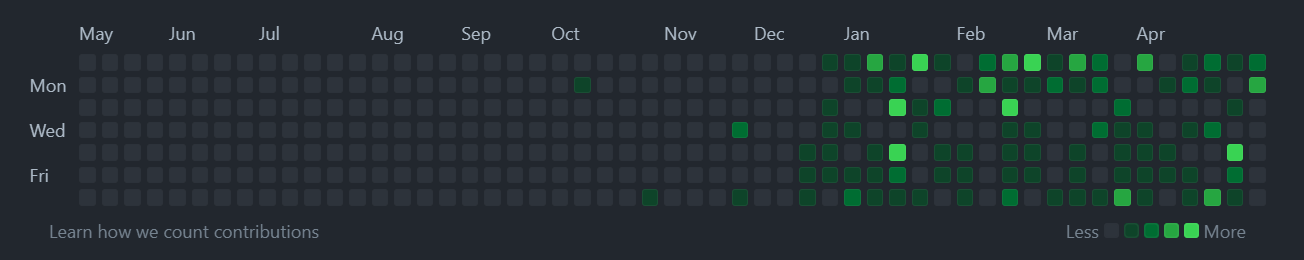 May Jun Jul Aug Sep Oct Nov Dec Jan Feb Mar Apr
Mon
Wed
Fri
Learn how we count contributions Less More